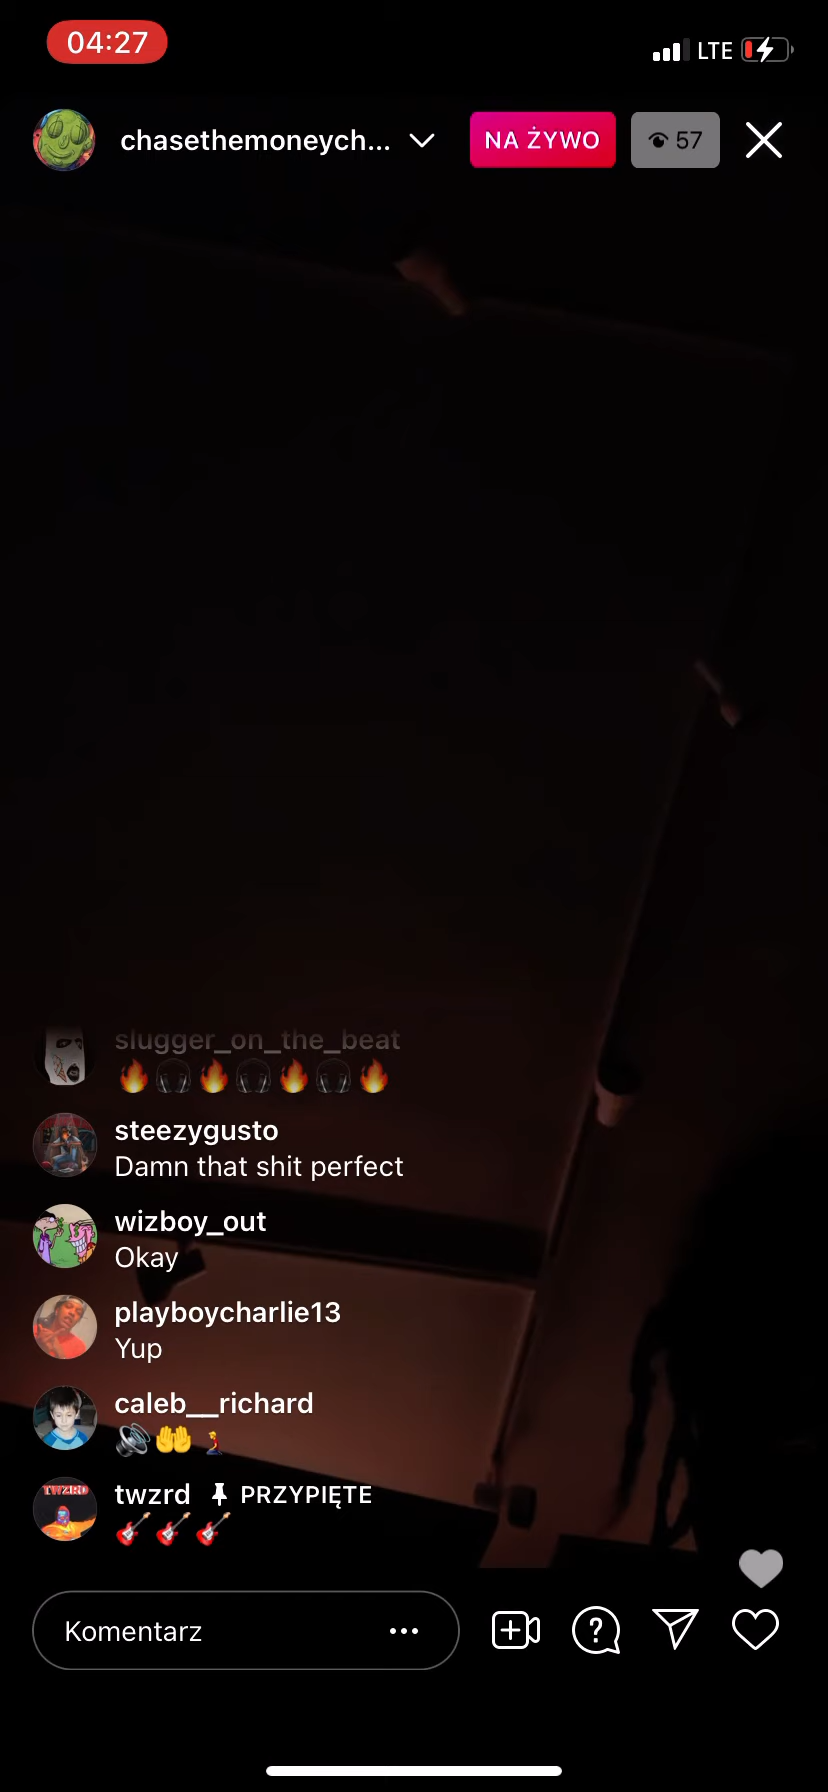 04:27
LTE
chasethemoneych...
NA ŻYWO
57
slugger_on_the_beat
🔥🎧🔥🎧🔥🎧🔥
steezygusto
Damn that shit perfect
wizboy_out
Okay
playboycharlie13
Yup
caleb__richard
🔊🤲🧎‍♀️
twzrd PRZYPIĘTE
🎸🎸🎸
Komentarz